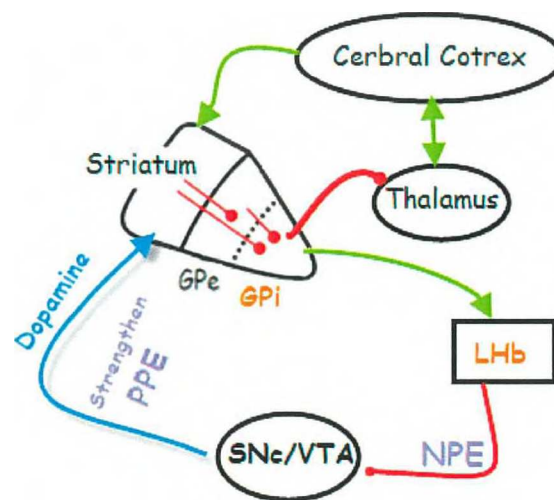 Cerbral Cotrex
Striatum
Thalamus
GPe
GPi
Dopamine
Strengthen
PPE
LHb
SNc/VTA
NPE